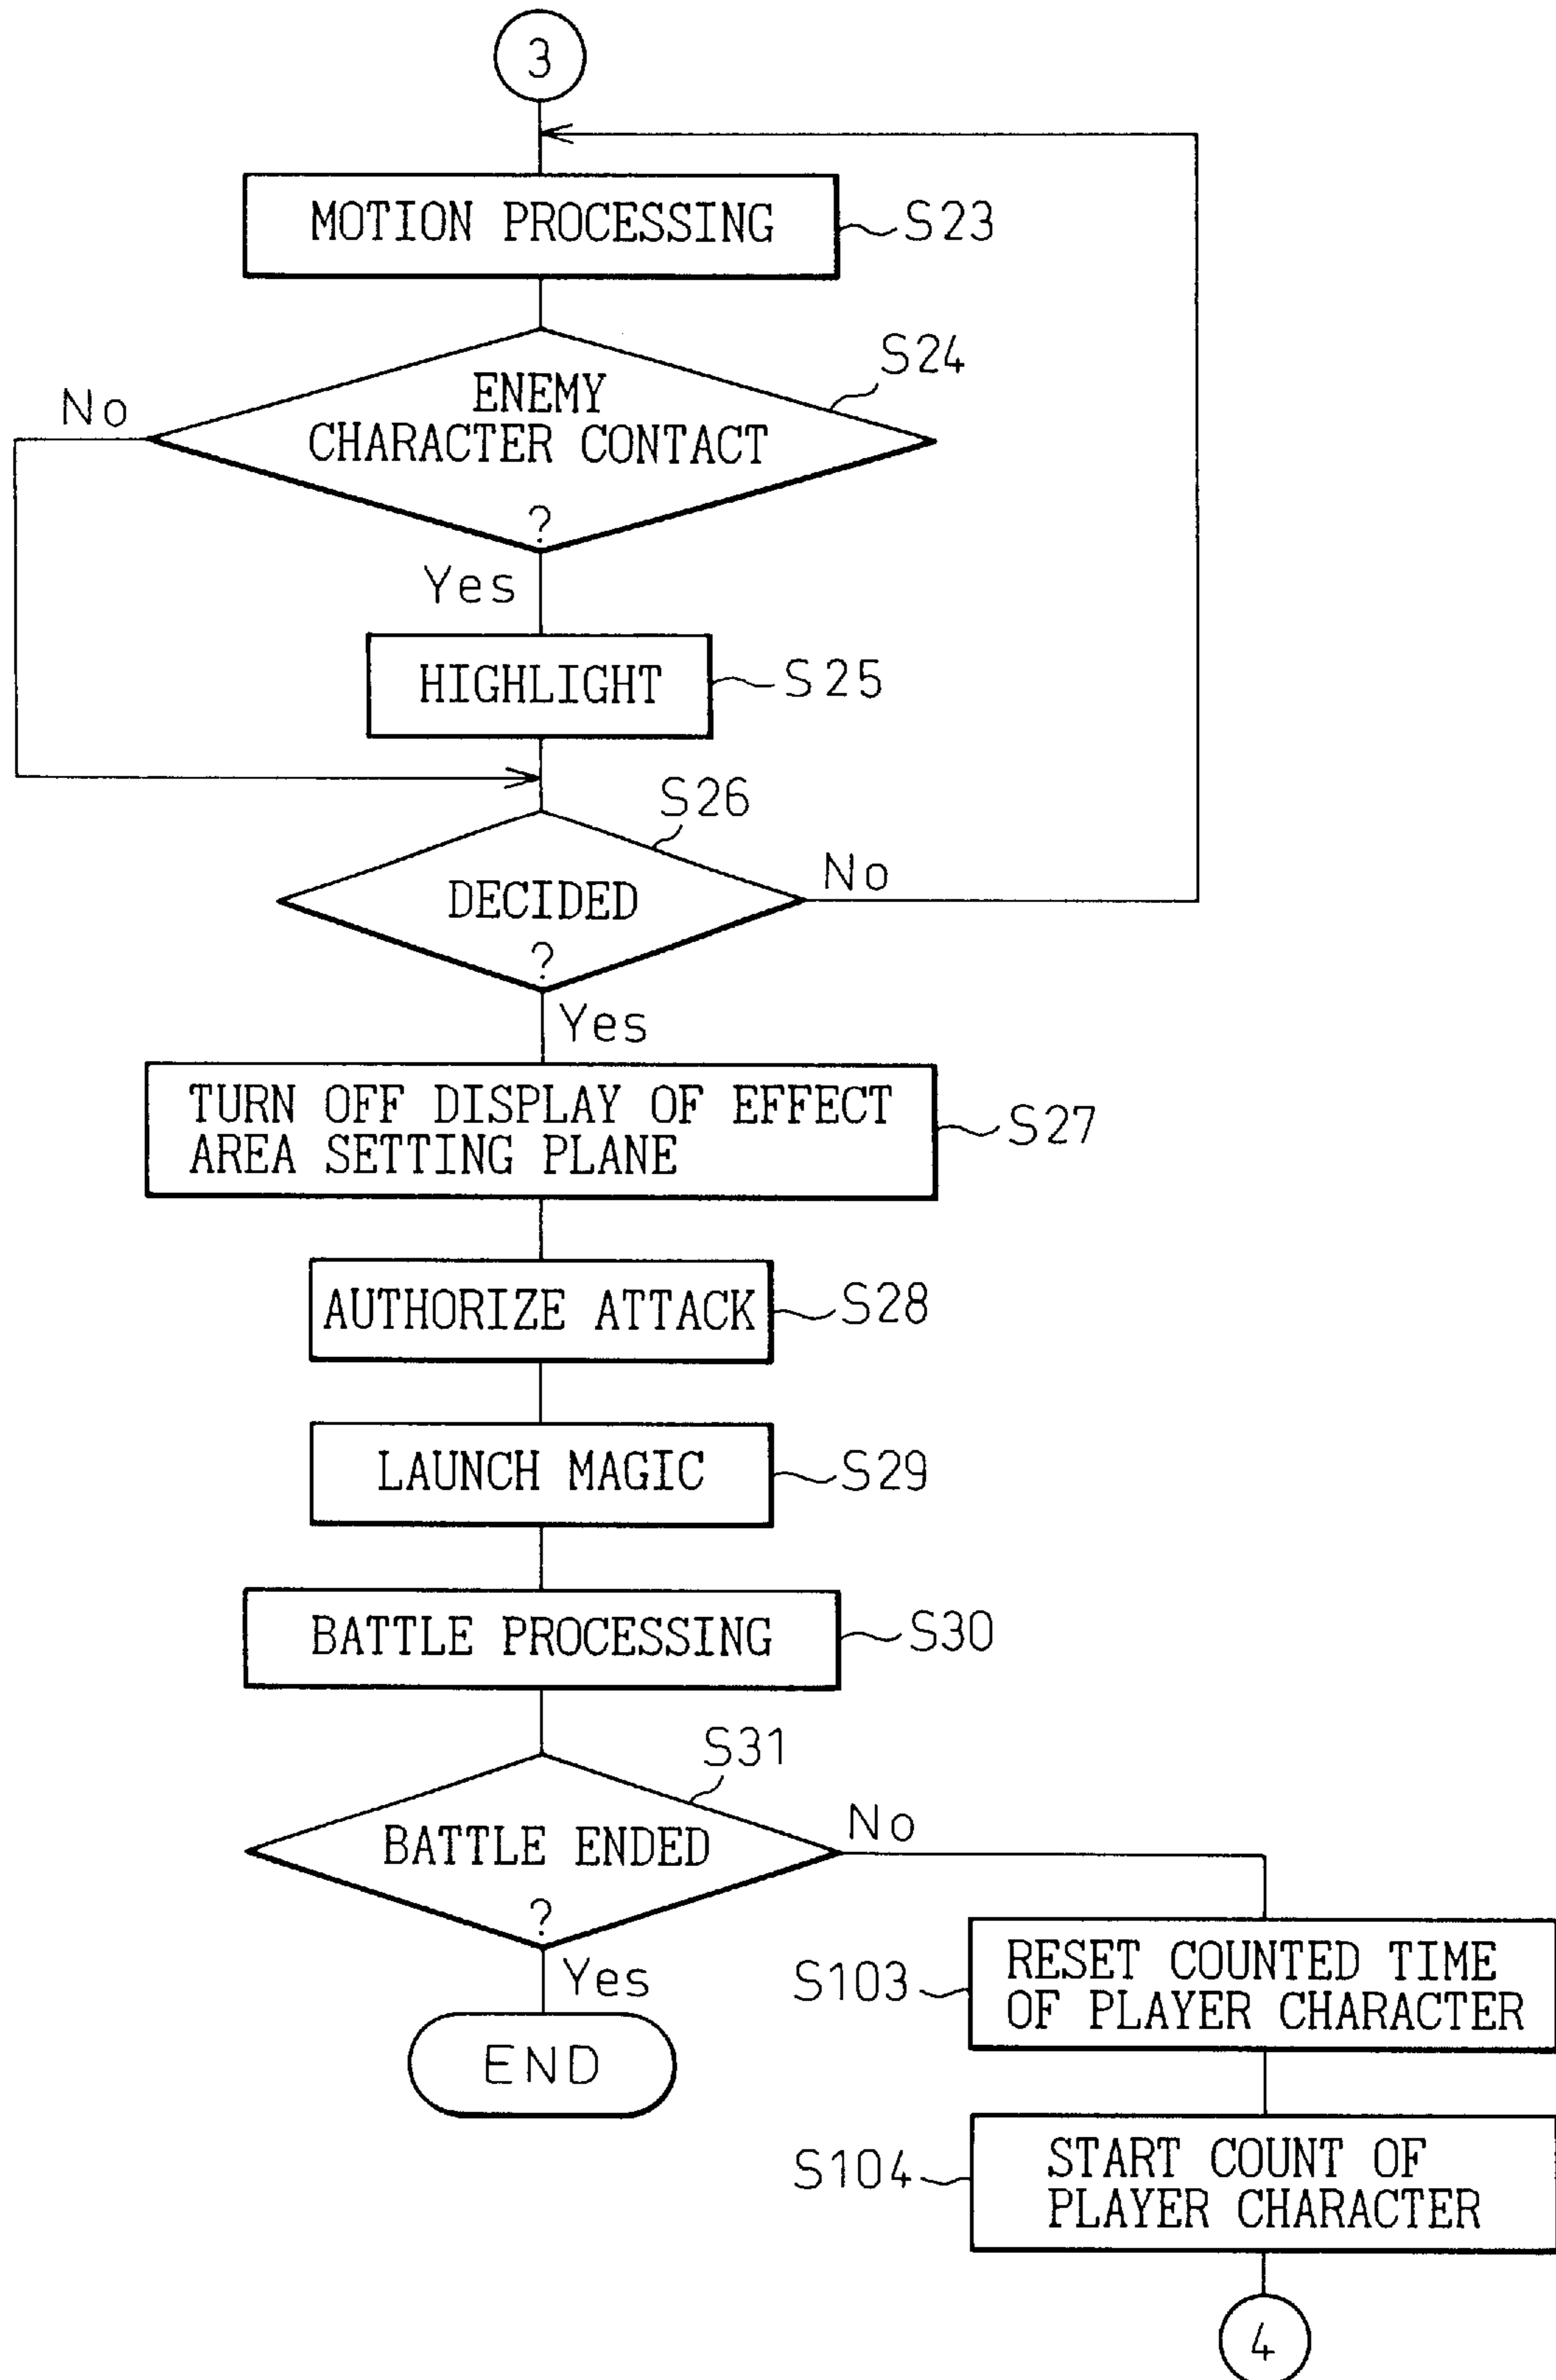 3
MOTION PROCESSING
S23
S24
ENEMY
CHARACTER CONTACT
?
No
Yes
HIGHLIGHT
S25
S26
DECIDED
?
No
Yes
TURN OFF DISPLAY OF EFFECT
AREA SETTING PLANE
S27
AUTHORIZE ATTACK
S28
LAUNCH MAGIC
S29
BATTLE PROCESSING
S30
S31
BATTLE ENDED
?
No
Yes
END
S103
RESET COUNTED TIME
OF PLAYER CHARACTER
S104
START COUNT OF
PLAYER CHARACTER
4